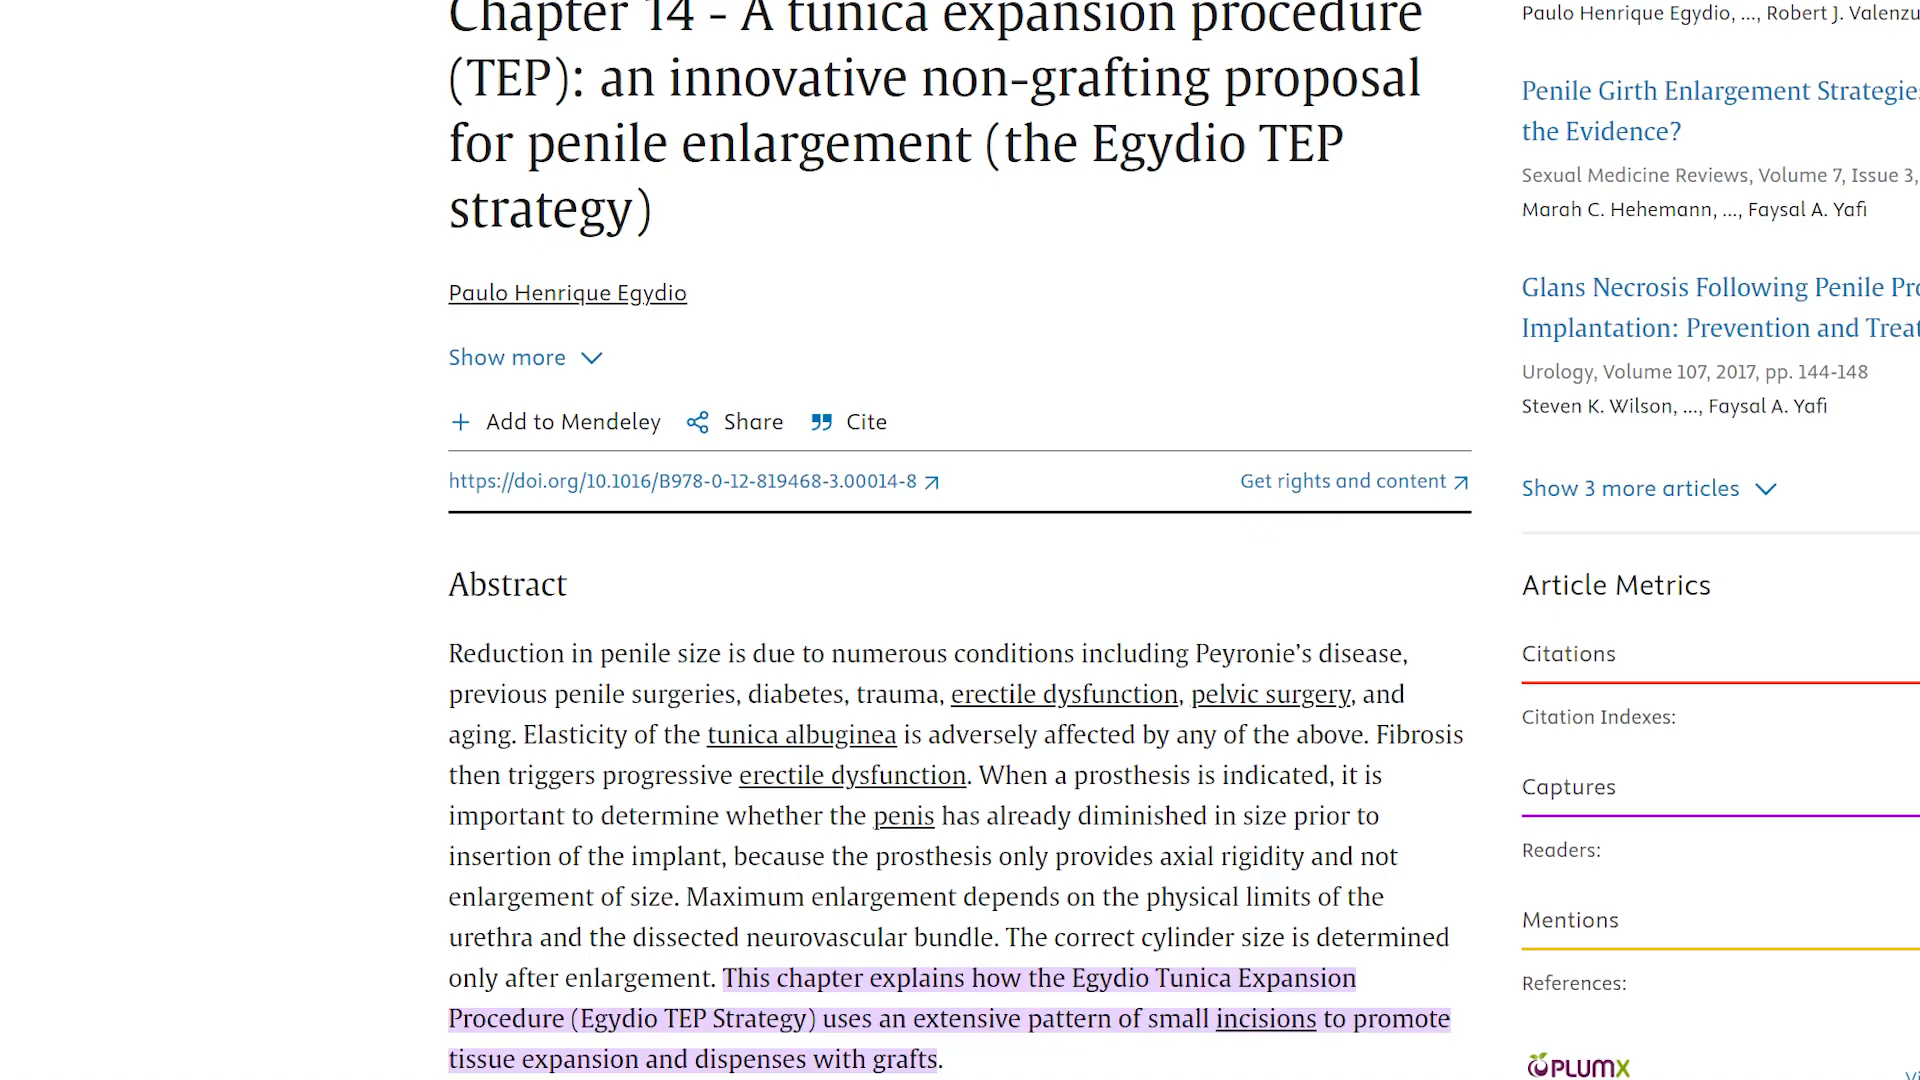 Chapter 14 - A tunica expansion procedure
(TEP): an innovative non-grafting proposal
for penile enlargement (the Egydio TEP
strategy)
Paulo Henrique Egydio
Show more
Add to Mendeley Share Cite
https://doi.org/10.1016/B978-0-12-819468-3.00014-8 Get rights and content
Abstract
Reduction in penile size is due to numerous conditions including Peyronie’s disease,
previous penile surgeries, diabetes, trauma, erectile dysfunction, pelvic surgery, and
aging. Elasticity of the tunica albuginea is adversely affected by any of the above. Fibrosis
then triggers progressive erectile dysfunction. When a prosthesis is indicated, it is
important to determine whether the penis has already diminished in size prior to
insertion of the implant, because the prosthesis only provides axial rigidity and not
enlargement of size. Maximum enlargement depends on the physical limits of the
urethra and the dissected neurovascular bundle. The correct cylinder size is determined
only after enlargement. This chapter explains how the Egydio Tunica Expansion
Procedure (Egydio TEP Strategy) uses an extensive pattern of small incisions to promote
tissue expansion and dispenses with grafts.
Paulo Henrique Egydio, ..., Robert J.
Penile Girth Enlargement
the Evidence?
Sexual Medicine Reviews, Volume 7, Issue 3,
Marah C. Hehemann, ..., Faysal A. Yafi
Glans Necrosis Following Penile
Implantation: Prevention and
Urology, Volume 107, 2017, pp. 144-148
Steven K. Wilson, ..., Faysal A. Yafi
Show 3 more articles
Article Metrics
Citations
Citation Indexes:
Captures
Readers:
Mentions
References:
PLUMX